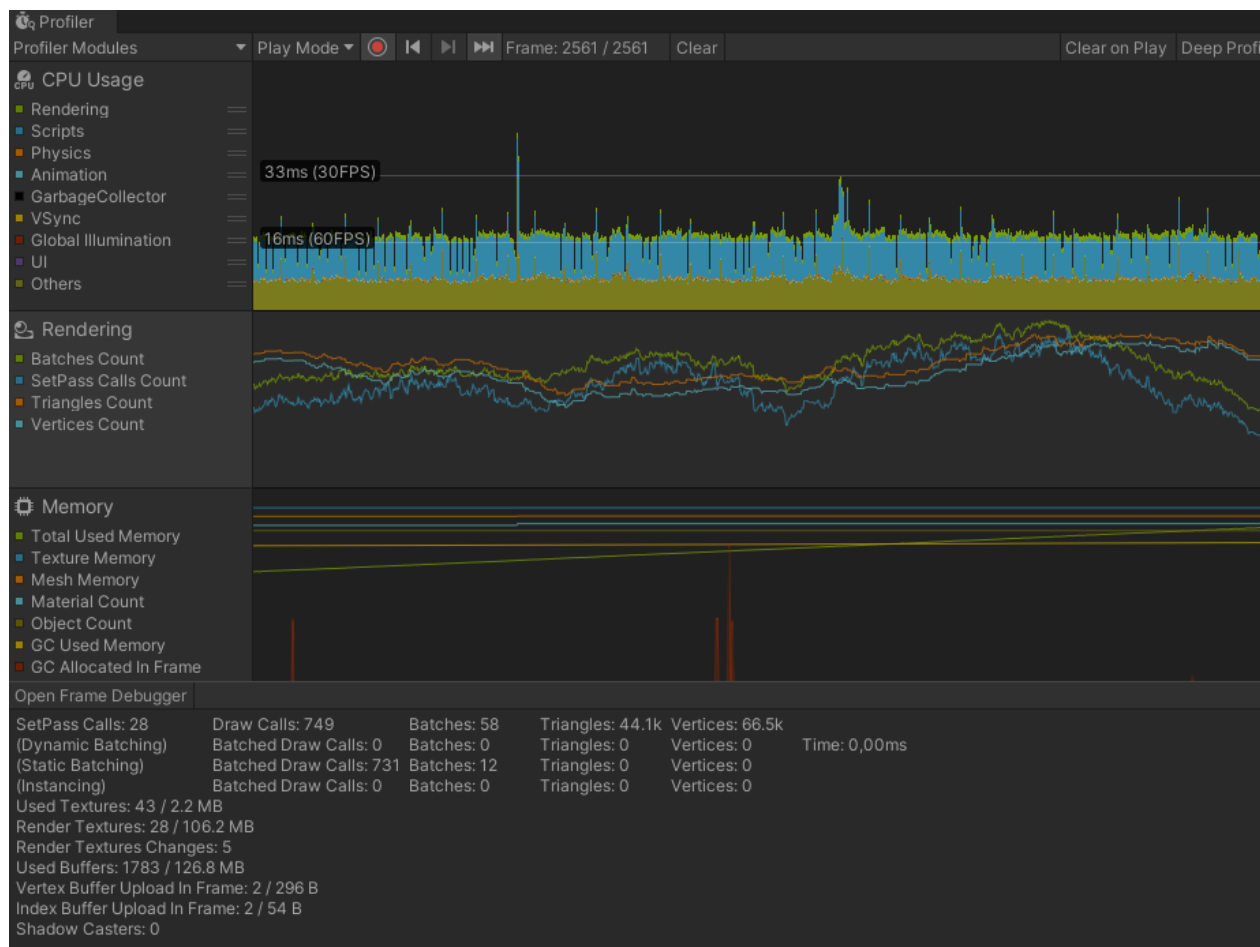 Profiler
Profiler Modules Play Mode Frame: 2561 / 2561 Clear Clear on Play Deep Profi
CPU Usage
Rendering
Scripts
Physics
Animation
GarbageCollector
VSync
Global Illumination
UI
Others
33ms (30FPS)
16ms (60FPS)
Rendering
Batches Count
SetPass Calls Count
Triangles Count
Vertices Count
Memory
Total Used Memory
Texture Memory
Mesh Memory
Material Count
Object Count
GC Used Memory
GC Allocated In Frame
Open Frame Debugger
SetPass Calls: 28 Draw Calls: 749 Batches: 58 Triangles: 44.1k Vertices: 66.5k
(Dynamic Batching) Batched Draw Calls: 0 Batches: 0 Triangles: 0 Vertices: 0 Time: 0,00ms
(Static Batching) Batched Draw Calls: 731 Batches: 12 Triangles: 0 Vertices: 0
(Instancing) Batched Draw Calls: 0 Batches: 0 Triangles: 0 Vertices: 0
Used Textures: 43 / 2.2 MB
Render Textures: 28 / 106.2 MB
Render Textures Changes: 5
Used Buffers: 1783 / 126.8 MB
Vertex Buffer Upload In Frame: 2 / 296 B
Index Buffer Upload In Frame: 2 / 54 B
Shadow Casters: 0